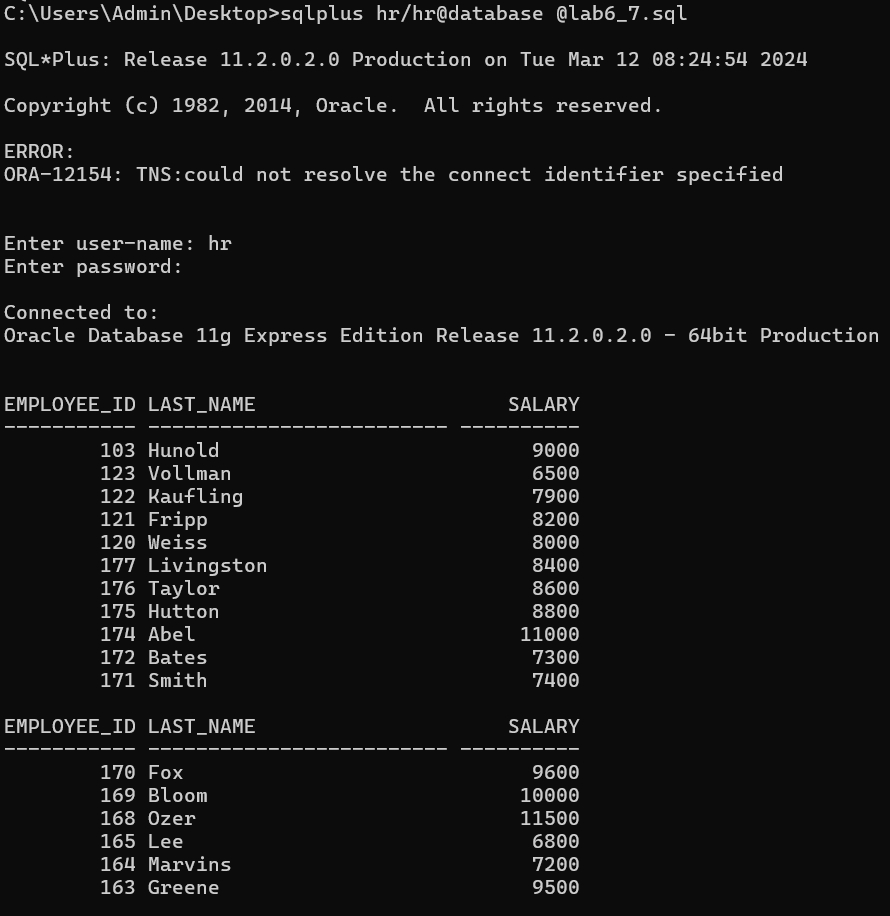 C:\Users\Admin\Desktop>sqlplus hr/hr@database @lab6_7.sql
SQL*Plus: Release 11.2.0.2.0 Production on Tue Mar 12 08:24:54 2024
Copyright (c) 1982, 2014, Oracle.  All rights reserved.
ERROR:
ORA-12154: TNS:could not resolve the connect identifier specified
Enter user-name: hr
Enter password:
Connected to:
Oracle Database 11g Express Edition Release 11.2.0.2.0 - 64bit Production
EMPLOYEE_ID LAST_NAME                     SALARY
----------- ------------------------- ----------
        103 Hunold                          9000
        123 Vollman                         6500
        122 Kaufling                        7900
        121 Fripp                           8200
        120 Weiss                           8000
        177 Livingston                      8400
        176 Taylor                          8600
        175 Hutton                          8800
        174 Abel                           11000
        172 Bates                           7300
        171 Smith                           7400
EMPLOYEE_ID LAST_NAME                     SALARY
----------- ------------------------- ----------
        170 Fox                             9600
        169 Bloom                          10000
        168 Ozer                           11500
        165 Lee                             6800
        164 Marvins                         7200
        163 Greene                          9500